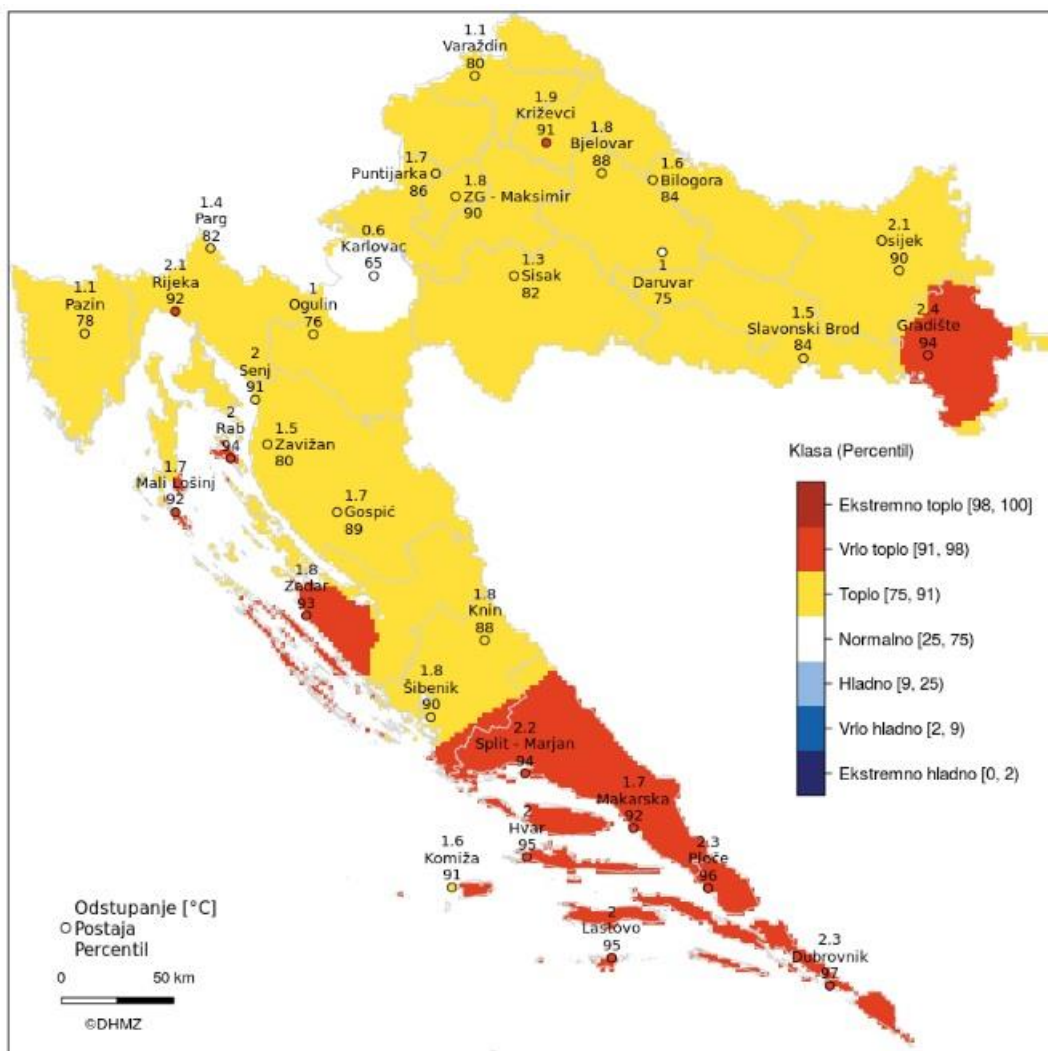 1.1
Varaždin
80
1.9
Križevci
91
1.8
Bjelovar
88
1.7
Puntijarka
86
1.8
ZG - Maksimir
90
1.6
Bilogora
84
1.4
Parg
82
0.6
Karlovac
65
2.1
Osijek
90
2.1
Rijeka
92
1.3
Sisak
82
1
Daruvar
75
1.1
Pazin
78
1
Ogulin
76
1.5
Slavonski Brod
84
2.4
Gradište
94
2
Senj
91
2
Rab
94
1.5
Zavižan
80
1.7
Mali Lošinj
92
1.7
Gospić
89
1.8
Zadar
93
1.8
Knin
88
1.8
Šibenik
90
2.2
Split - Marjan
94
1.7
Makarska
92
2
Hvar
95
1.6
Komiža
91
2.3
Ploče
96
2
Lastovo
95
2.3
Dubrovnik
97
Klasa (Percentil)
Ekstremno toplo [98, 100]
Vrlo toplo [91, 98)
Toplo [75, 91)
Normalno [25, 75)
Hladno [9, 25)
Vrlo hladno [2, 9)
Ekstremno hladno [0, 2)
Odstupanje [°C]
Postaja
Percentil
0 50 km
©DHMZ